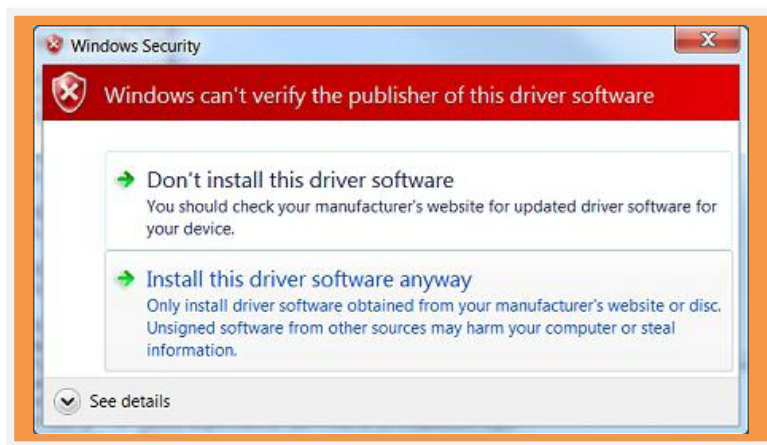 Windows Security
Windows can't verify the publisher of this driver software
Don't install this driver software
You should check your manufacturer's website for updated driver software for
your device.
Install this driver software anyway
Only install driver software obtained from your manufacturer's website or disc.
Unsigned software from other sources may harm your computer or steal
information.
See details